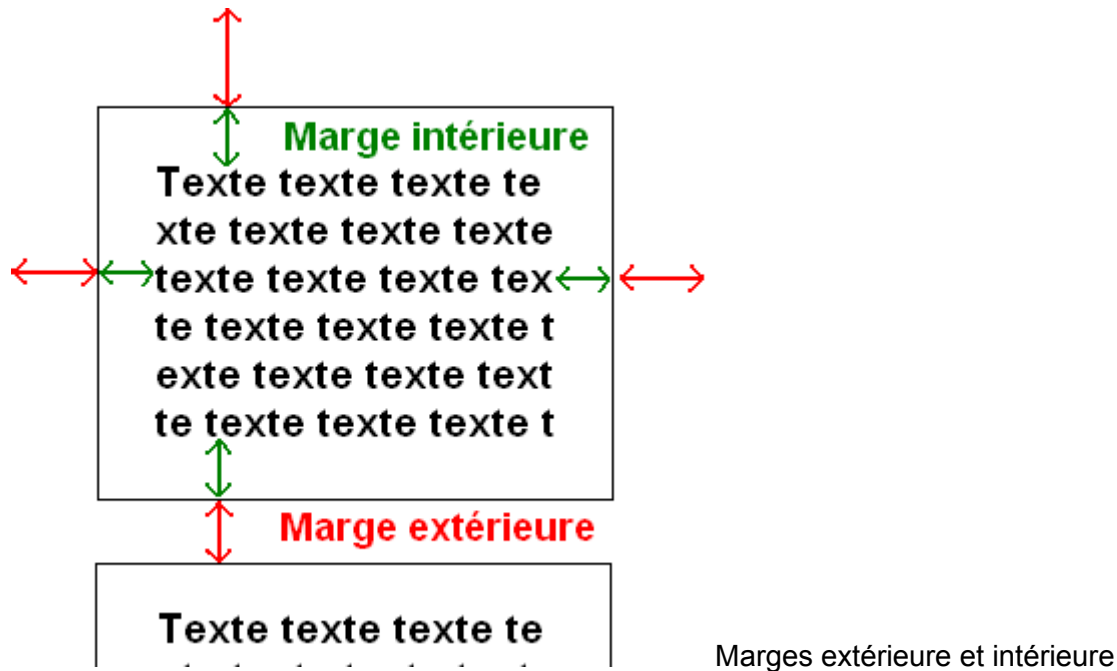 Marge intérieure
Texte texte texte te
xte texte texte texte
texte texte texte tex
te texte texte texte t
exte texte texte text
te texte texte texte t
Marge extérieure
Texte texte texte te
Marges extérieure et intérieure